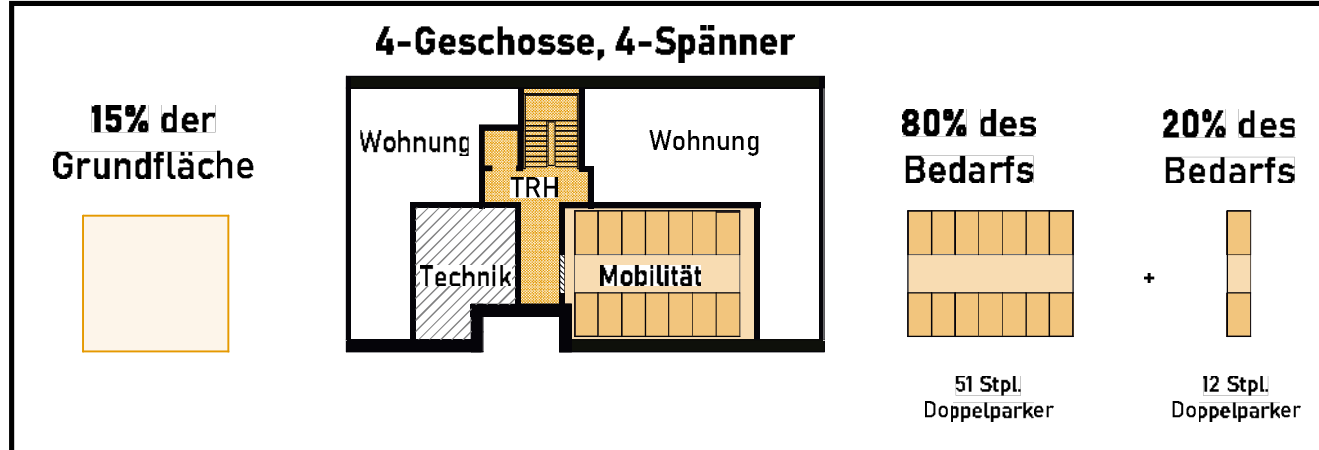 4-Geschosse, 4-Spänner
15% der
Grundfläche
Wohnung
Wohnung
TRH
Technik
Mobilität
80% des
Bedarfs
51 Stpl.
Doppelparker
+
20% des
Bedarfs
12 Stpl.
Doppelparker